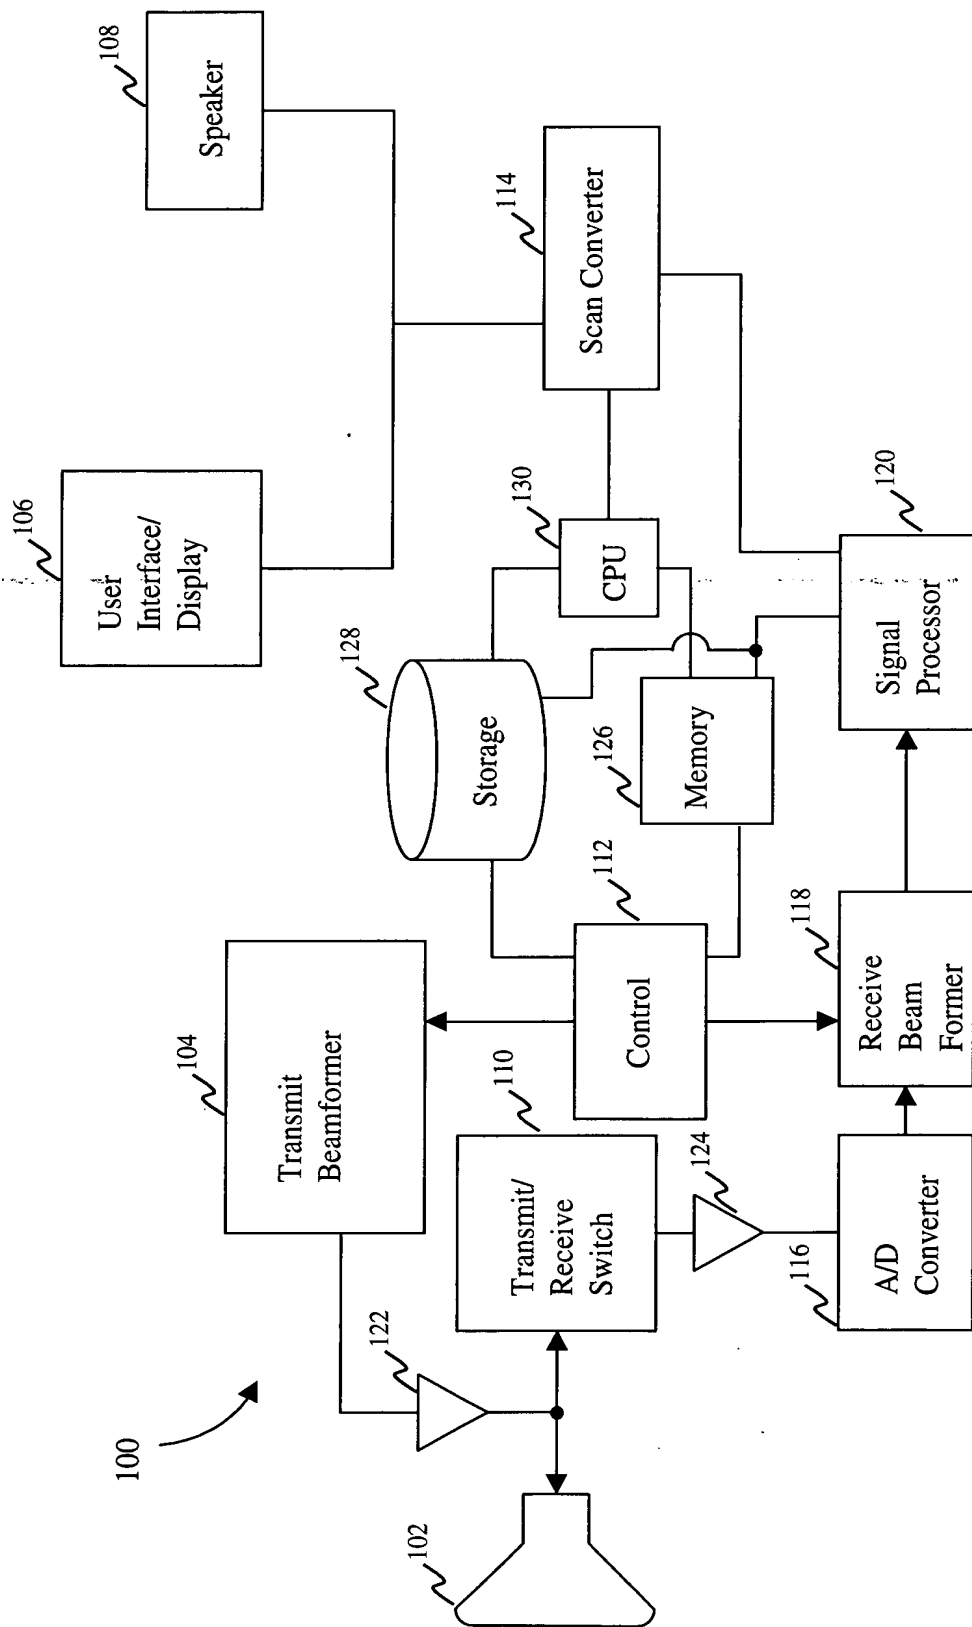 100
102
122
104
Transmit
Beamformer
110
Transmit/
Receive
Switch
124
116
A/D
Converter
112
Control
118
Receive
Beam
Former
128
Storage
126
Memory
130
CPU
120
Signal
Processor
114
Scan Converter
106
User
Interface/
Display
108
Speaker